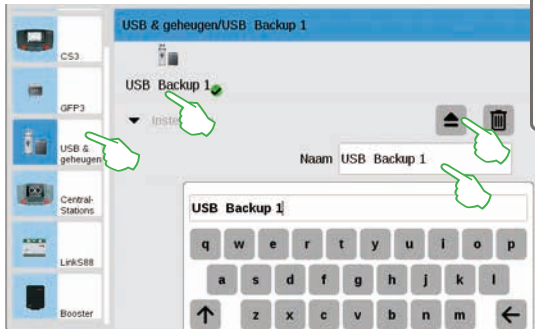 USB & geheugen/USB Backup 1
CS3
USB Backup 1
GFP3
Inste
USB &
geheugen
Naam USB Backup 1
Central-
Stations
USB Backup 1
q w e r t y u i o p
LinkS88
a s d f g h j k l
z x c v b n m
Booster